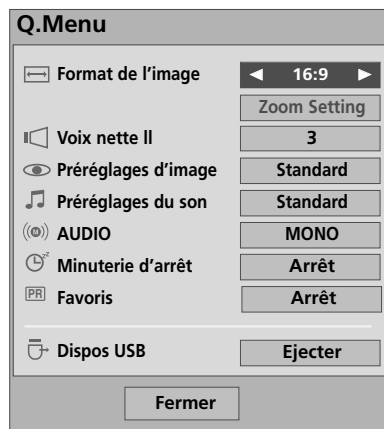 Q.Menu
Format de l'image ◄ 16:9 ►
Zoom Setting
Voix nette ll 3
Préréglages d'image Standard
Préréglages du son Standard
AUDIO MONO
Minuterie d'arrêt Arrêt
PR Favoris Arrêt
Dispos USB Ejecter
Fermer